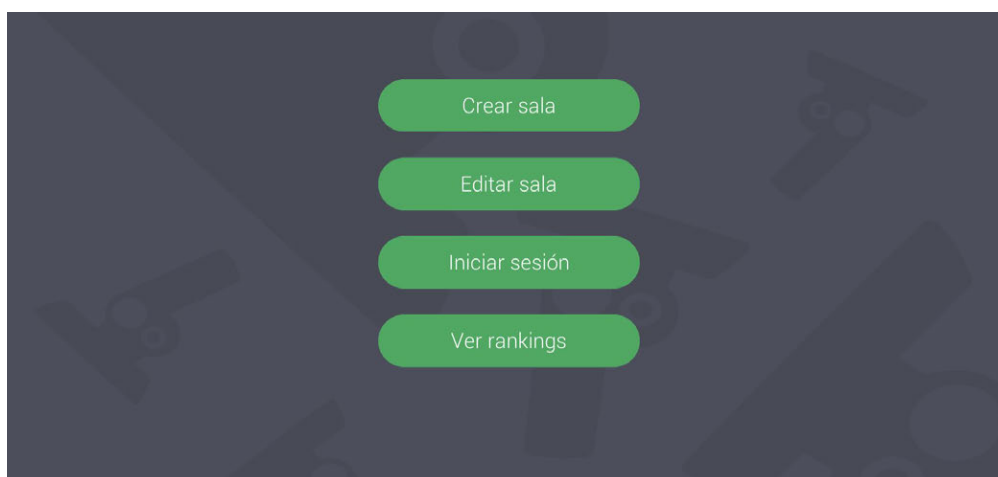 Crear sala
Editar sala
Iniciar sesión
Ver rankings